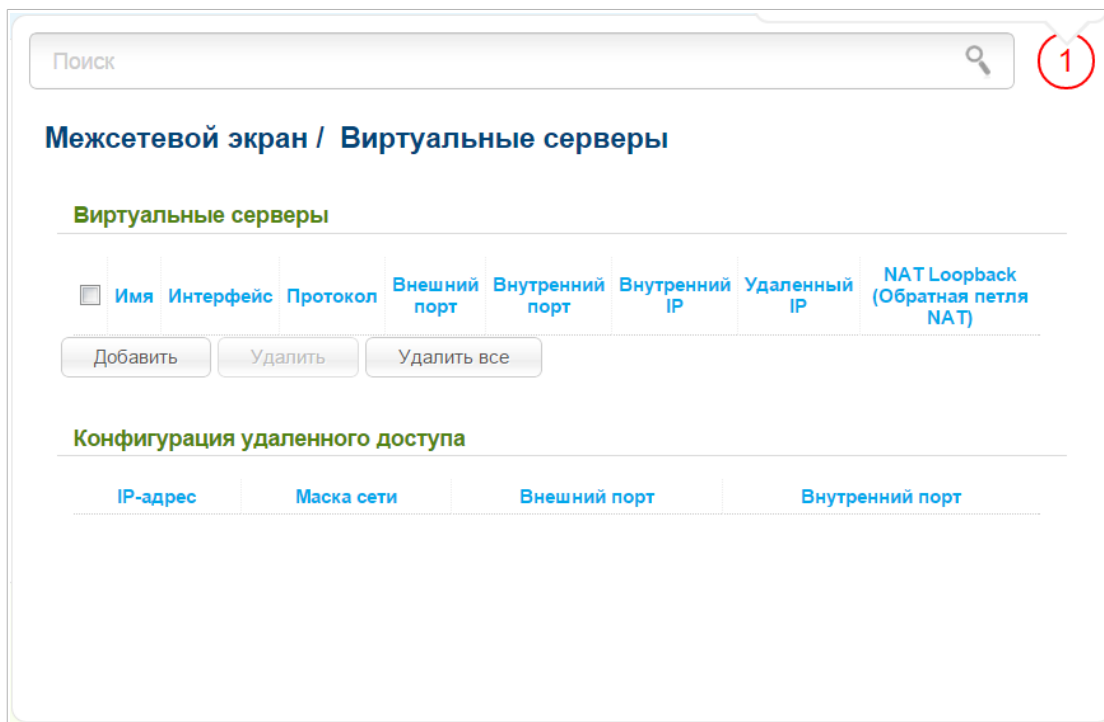 Поиск
1
Межсетевой экран / Виртуальные серверы
Виртуальные серверы
Имя Интерфейс Протокол Внешний порт Внутренний порт Внутренний IP Удаленный IP NAT Loopback (Обратная петля NAT)
Добавить Удалить Удалить все
Конфигурация удаленного доступа
IP-адрес Маска сети Внешний порт Внутренний порт